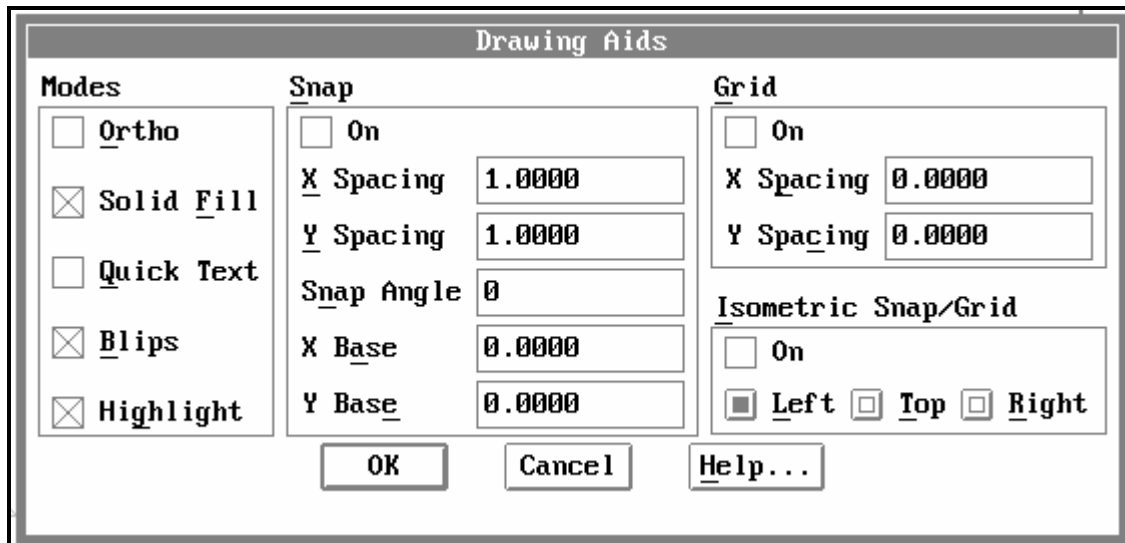 Drawing Aids
Modes
Ortho
Solid Fill
Quick Text
Blips
Highlight
Snap
On
X Spacing 1.0000
Y Spacing 1.0000
Snap Angle 0
X Base 0.0000
Y Base 0.0000
Grid
On
X Spacing 0.0000
Y Spacing 0.0000
Isometric Snap/Grid
On
Left Top Right
OK Cancel Help...